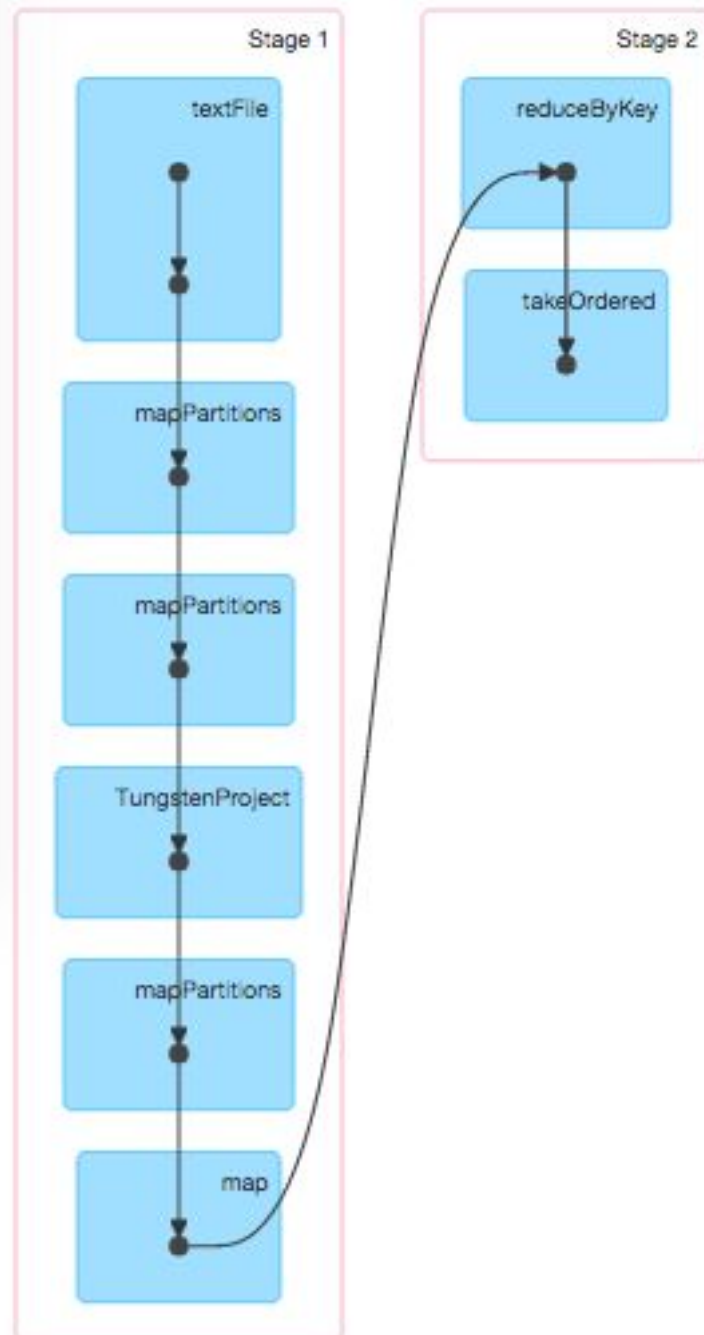 Stage 1
textFile
mapPartitions
mapPartitions
TungstenProject
mapPartitions
map
Stage 2
reduceByKey
takeOrdered